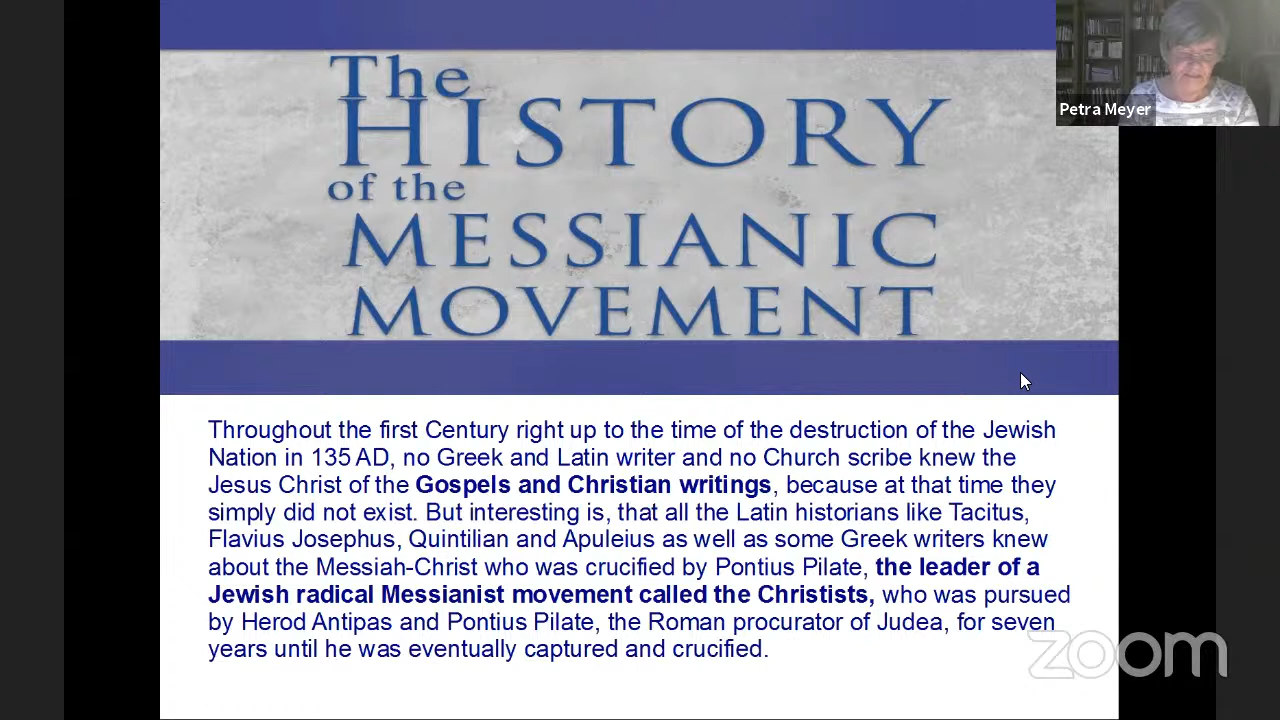 Petra Meyer
The
HISTORY
of the
MESSIANIC
MOVEMENT
Throughout the first Century right up to the time of the destruction of the Jewish
Nation in 135 AD, no Greek and Latin writer and no Church scribe knew the
Jesus Christ of the Gospels and Christian writings, because at that time they
simply did not exist. But interesting is, that all the Latin historians like Tacitus,
Flavius Josephus, Quintilian and Apuleius as well as some Greek writers knew
about the Messiah-Christ who was crucified by Pontius Pilate, the leader of a
Jewish radical Messianist movement called the Christists, who was pursued
by Herod Antipas and Pontius Pilate, the Roman procurator of Judea, for seven
years until he was eventually captured and crucified.
zoom